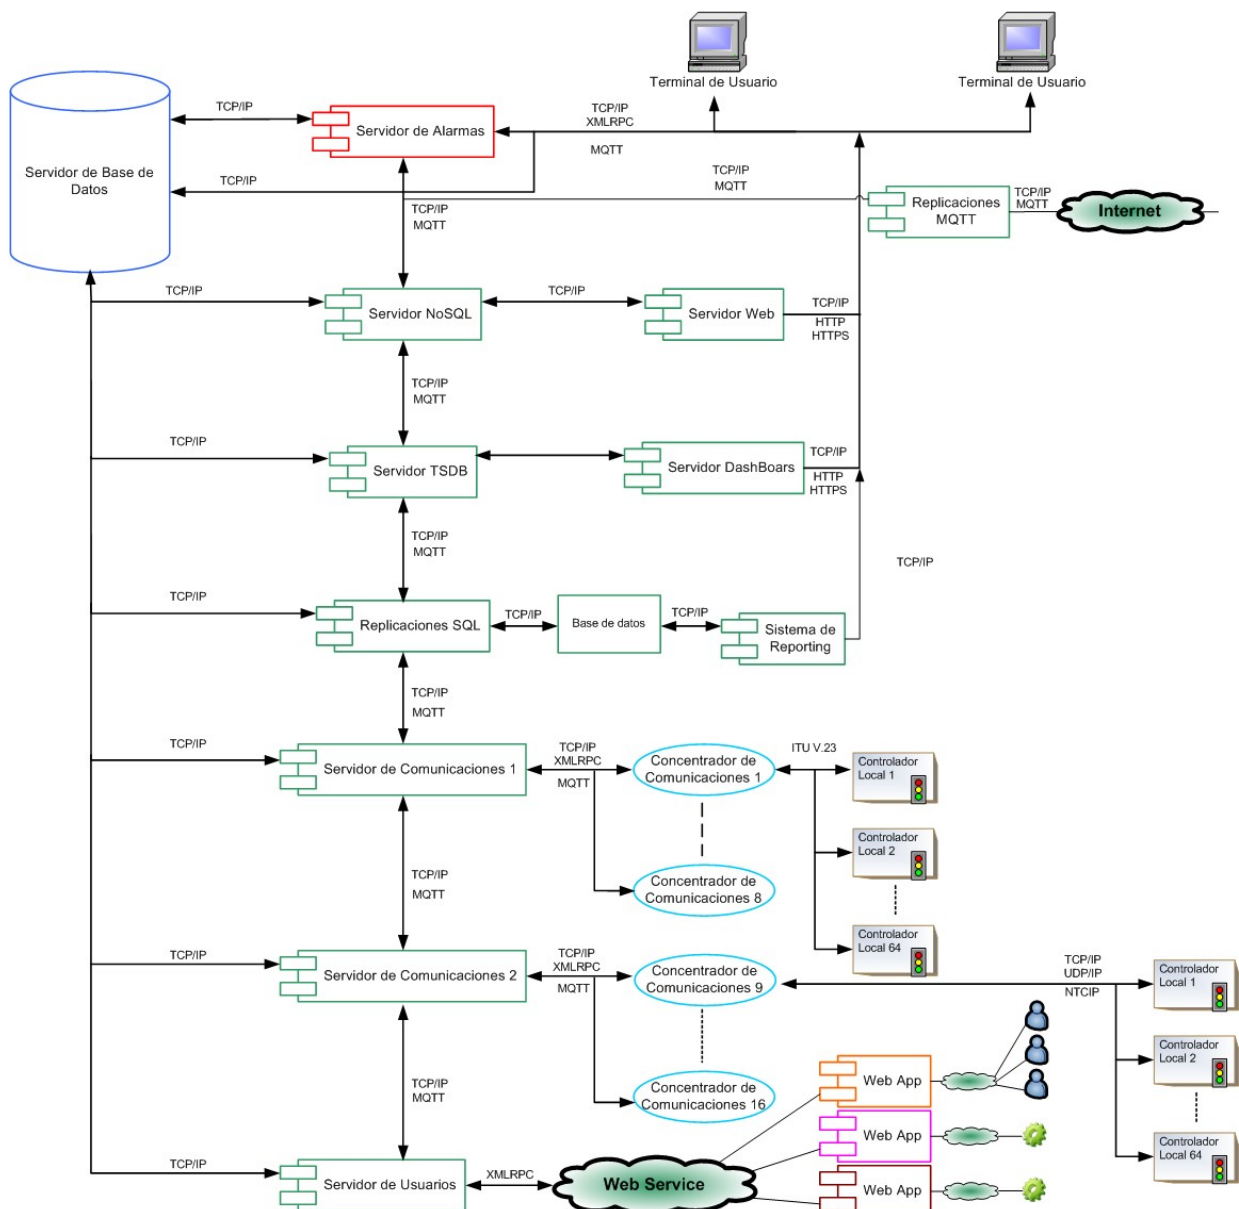 Terminal de Usuario
Terminal de Usuario
TCP/IP
TCP/IP
XMLRPC
Servidor de Alarmas
MQTT
Servidor de Base de
Datos
TCP/IP
TCP/IP
MQTT
TCP/IP
MQTT
Replicaciones
MQTT
Internet
TCP/IP
MQTT
TCP/IP
TCP/IP
TCP/IP
Servidor NoSQL
Servidor Web
HTTP
HTTPS
TCP/IP
MQTT
TCP/IP
Servidor TSDB
Servidor DashBoars
TCP/IP
HTTP
HTTPS
TCP/IP
MQTT
TCP/IP
TCP/IP
Replicaciones SQL
TCP/IP
Base de datos
TCP/IP
Sistema de
Reporting
TCP/IP
MQTT
TCP/IP
Servidor de Comunicaciones 1
TCP/IP
XMLRPC
MQTT
Concentrador de
Comunicaciones 1
ITU V.23
Controlador
Local 1
Controlador
Local 2
TCP/IP
MQTT
Concentrador de
Comunicaciones 8
Controlador
Local 64
TCP/IP
Servidor de Comunicaciones 2
TCP/IP
XMLRPC
MQTT
Concentrador de
Comunicaciones 9
TCP/IP
UDP/IP
NTCIP
Controlador
Local 1
Controlador
Local 2
TCP/IP
MQTT
Concentrador de
Comunicaciones 16
Web App
Web App
Controlador
Local 64
TCP/IP
Servidor de Usuarios
XMLRPC
Web Service
Web App